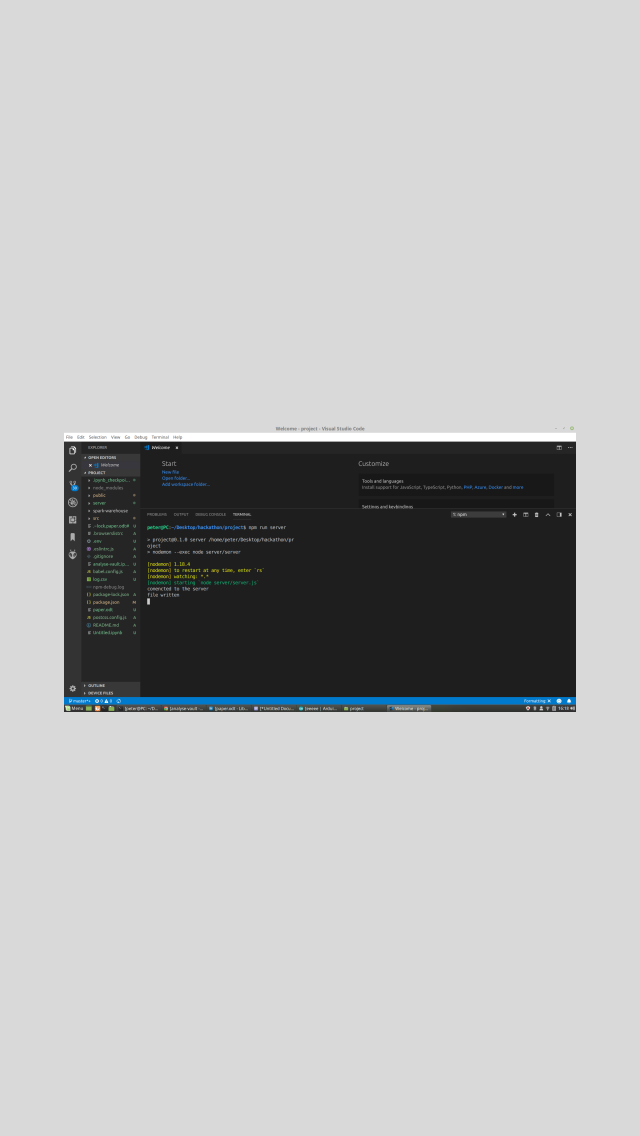 Welcome - project - Visual Studio Code
File Edit Selection View Go Debug Terminal Help
EXPLORER
Welcome
OPEN EDITORS
Welcome
PROJECT
.ipynb_checkpoi...
node_modules
public
server
spark-warehouse
src
.~lock.paper.odt# U
.browserslistrc A
.env U
.eslintrc.js A
.gitignore A
analyse-vault.ip... U
babel.config.js A
log.csv U
npm-debug.log
package-lock.json A
package.json M
paper.odt U
postcss.config.js A
README.md A
Untitled.ipynb U
OUTLINE
DEVICE FILES
Start
New file
Open folder...
Add workspace folder...
Customize
Tools and languages
Install support for JavaScript, TypeScript, Python, PHP, Azure, Docker and more
Settings and keybindings
PROBLEMS OUTPUT DEBUG CONSOLE TERMINAL
1: npm
peter@PC:~/Desktop/hackathon/project$ npm run server
> project@0.1.0 server /home/peter/Desktop/hackathon/pr
oject
> nodemon --exec node server/server
[nodemon] 1.18.4
[nodemon] to restart at any time, enter `rs`
[nodemon] watching: *.*
[nodemon] starting `node server/server.js`
conencted to the server
file written
master*+ 0 0 Formatting
Menu [peter@PC: ~/D... [analyse-vault -... [paper.odt - Lib... [*Untitled Docu... [eeeee | Ardui... project Welcome - proj... 16:18